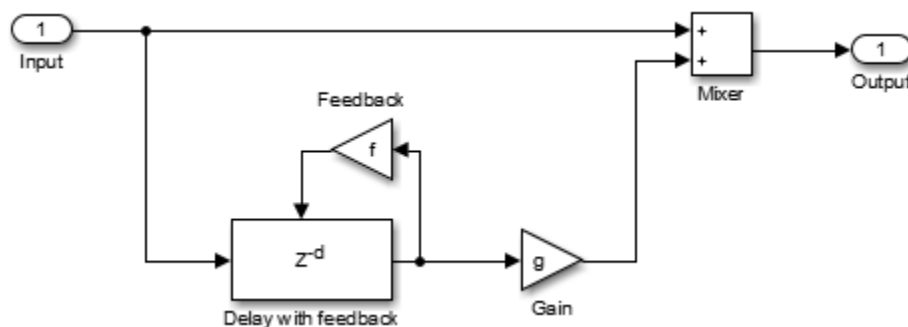 1
Input
+
+
Mixer
1
Output
Feedback
f
Z-d
Delay with feedback
g
Gain